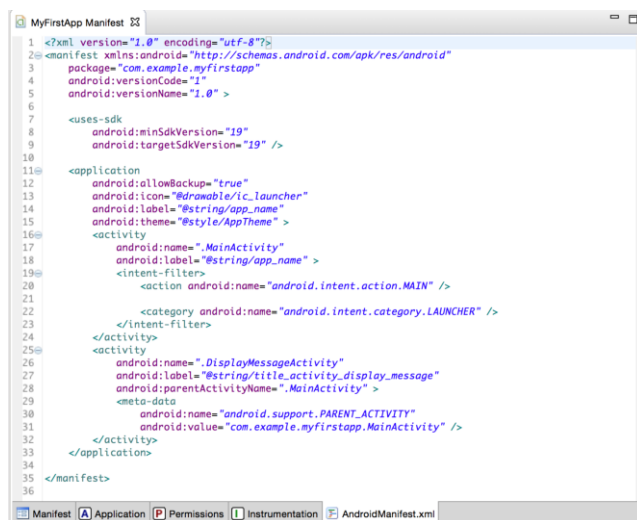 MyFirstApp Manifest
1 <?xml version="1.0" encoding="utf-8"?>
2 <manifest xmlns:android="http://schemas.android.com/apk/res/android"
3 package="com.example.myfirstapp"
4 android:versionCode="1"
5 android:versionName="1.0" >
6
7 <uses-sdk
8 android:minSdkVersion="19"
9 android:targetSdkVersion="19" />
10
11 <application
12 android:allowBackup="true"
13 android:icon="@drawable/ic_launcher"
14 android:label="@string/app_name"
15 android:theme="@style/AppTheme" >
16 <activity
17 android:name=".MainActivity"
18 android:label="@string/app_name" >
19 <intent-filter>
20 <action android:name="android.intent.action.MAIN" />
21
22 <category android:name="android.intent.category.LAUNCHER" />
23 </intent-filter>
24 </activity>
25 <activity
26 android:name=".DisplayMessageActivity"
27 android:label="@string/title_activity_display_message"
28 android:parentActivityName=".MainActivity" >
29 <meta-data
30 android:name="android.support.PARENT_ACTIVITY"
31 android:value="com.example.myfirstapp.MainActivity" />
32 </activity>
33 </application>
34
35 </manifest>
36
Manifest A Application P Permissions I Instrumentation AndroidManifest.xml